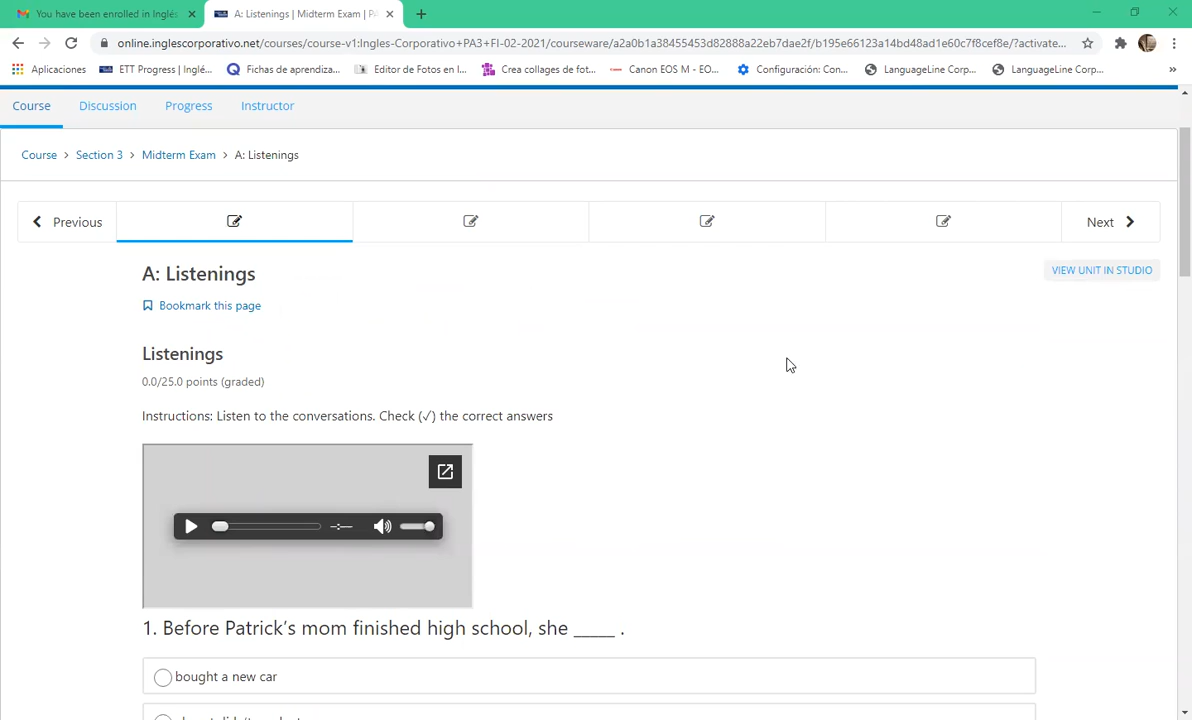 You have been enrolled in Inglés
A: Listenings | Midterm Exam | PA
online.inglescorporativo.net/courses/course-v1:Ingles-Corporativo+PA3+FI-02-2021/courseware/a2a0b1a38455453d82888a22eb7dae2f/b195e66123a14bd48ad1e60c7f8cef8e/?activate...
Aplicaciones
ETT Progress | Inglé...
Fichas de aprendiza...
Editor de Fotos en l...
Crea collages de fot...
Canon EOS M - EO...
Configuración: Con...
LanguageLine Corp...
LanguageLine Corp...
»
Course
Discussion
Progress
Instructor
Course > Section 3 > Midterm Exam > A: Listenings
Previous
Next
A: Listenings
VIEW UNIT IN STUDIO
Bookmark this page
Listenings
0.0/25.0 points (graded)
Instructions: Listen to the conversations. Check (✓) the correct answers
-:--
1. Before Patrick's mom finished high school, she _____ .
bought a new car